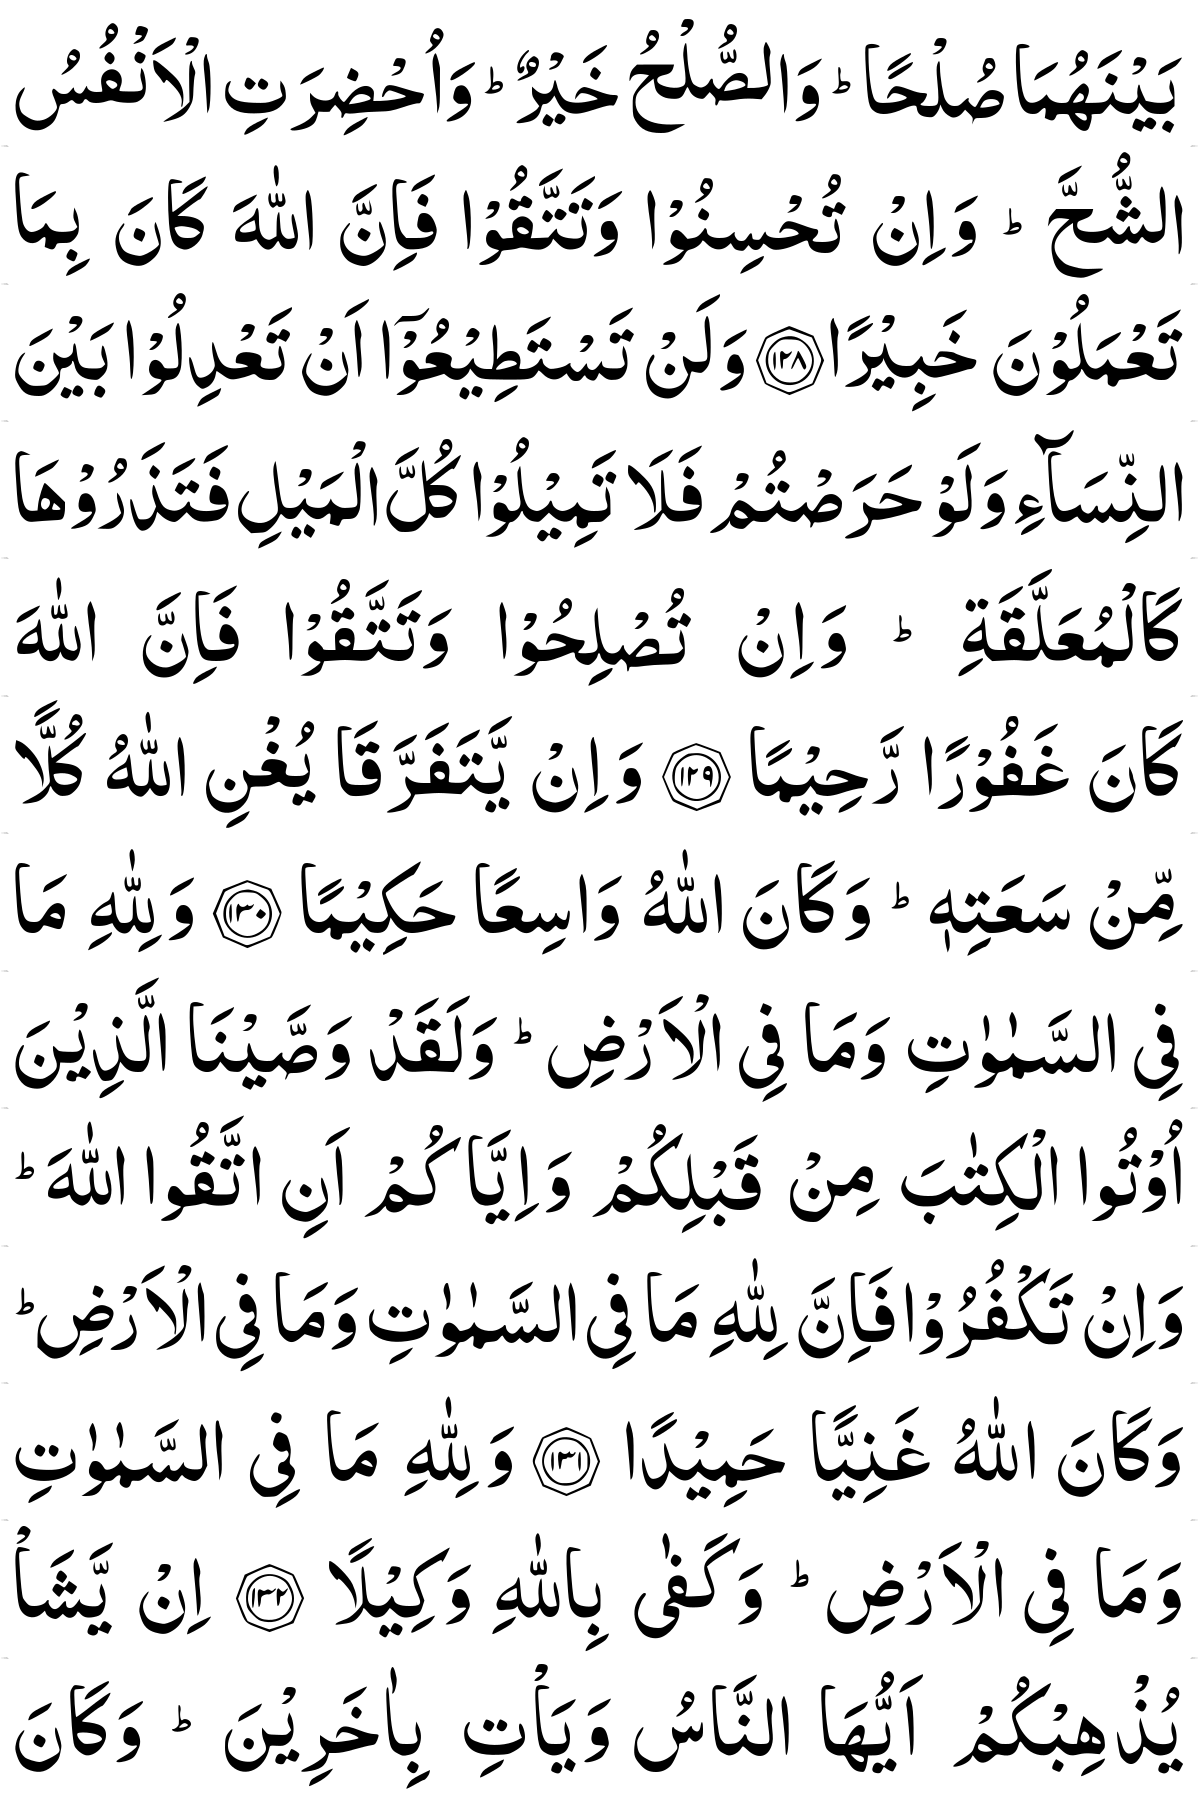 بَيْنَهُمَا صُلْحًا ؕ وَالصُّلْحُ خَيْرٌ ؕ وَاُحْضِرَتِ الْاَنْفُسُ
الشُّحَّ ؕ وَاِنْ تُحْسِنُوْا وَتَتَّقُوْا فَاِنَّ اللّٰهَ كَانَ بِمَا
تَعْمَلُوْنَ خَبِيْرًا ۝۱۲۸ وَلَنْ تَسْتَطِيْعُوْۤا اَنْ تَعْدِلُوْا بَيْنَ
النِّسَآءِ وَلَوْ حَرَصْتُمْ فَلَا تَمِيْلُوْا كُلَّ الْمَيْلِ فَتَذَرُوْهَا
كَالْمُعَلَّقَةِ ؕ وَاِنْ تُصْلِحُوْا وَتَتَّقُوْا فَاِنَّ اللّٰهَ
كَانَ غَفُوْرًا رَّحِيْمًا ۝۱۲۹ وَاِنْ يَّتَفَرَّقَا يُغْنِ اللّٰهُ كُلًّا
مِّنْ سَعَتِهٖ ؕ وَكَانَ اللّٰهُ وَاسِعًا حَكِيْمًا ۝۱۳۰ وَلِلّٰهِ مَا
فِى السَّمٰوٰتِ وَمَا فِى الْاَرْضِ ؕ وَلَقَدْ وَصَّيْنَا الَّذِيْنَ
اُوْتُوا الْكِتٰبَ مِنْ قَبْلِكُمْ وَاِيَّاكُمْ اَنِ اتَّقُوا اللّٰهَ ؕ
وَاِنْ تَكْفُرُوْا فَاِنَّ لِلّٰهِ مَا فِى السَّمٰوٰتِ وَمَا فِى الْاَرْضِ ؕ
وَكَانَ اللّٰهُ غَنِيًّا حَمِيْدًا ۝۱۳۱ وَلِلّٰهِ مَا فِى السَّمٰوٰتِ
وَمَا فِى الْاَرْضِ ؕ وَكَفٰى بِاللّٰهِ وَكِيْلًا ۝۱۳۲ اِنْ يَّشَاْ
يُذْهِبْكُمْ اَيُّهَا النَّاسُ وَيَاْتِ بِاٰخَرِيْنَ ؕ وَكَانَ